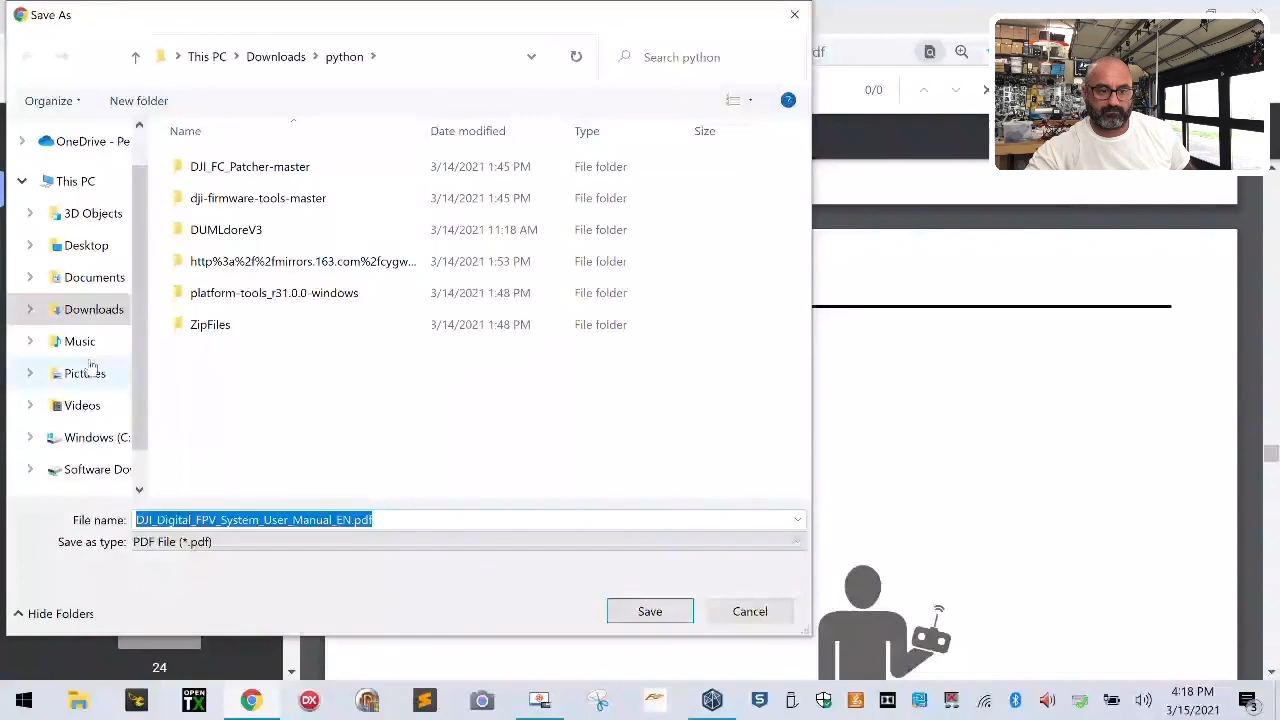 Save As
This PC
Downloads
python
Search python
df
Organize
New folder
0/0
Name
Date modified
Type
Size
OneDrive - Pe
This PC
3D Objects
Desktop
Documents
Downloads
Music
Pictures
Videos
Windows (C:
Software Do
DJI_FC_Patcher-master 3/14/2021 1:45 PM File folder
dji-firmware-tools-master 3/14/2021 1:45 PM File folder
DUMLdoreV3 3/14/2021 11:18 AM File folder
http%3a%2f%2fmirrors.163.com%2fcygw... 3/14/2021 1:53 PM File folder
platform-tools_r31.0.0-windows 3/14/2021 1:48 PM File folder
ZipFiles 3/14/2021 1:48 PM File folder
File name: DJI_Digital_FPV_System_User_Manual_EN.pdf
Save as type: PDF File (*.pdf)
Hide Folders
Save
Cancel
24
OPEN
TX
DX
4:18 PM
3/15/2021
3